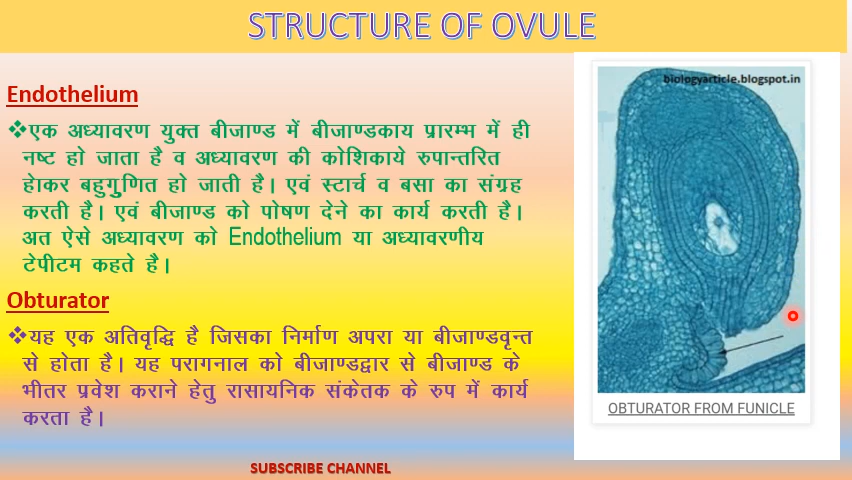 STRUCTURE OF OVULE
Endothelium
❖एक अध्यावरण युक्त बीजाण्ड में बीजाण्डकाय प्रारम्भ में ही
नष्ट हो जाता है व अध्यावरण की कोशिकाये रुपान्तरित
हेाकर बहुगुुणित हो जाती है। एवं स्टार्च व बसा का संग्रह
करती है। एवं बीजाण्ड को पोषण देने का कार्य करती है।
अत ऐसे अध्यावरण को Endothelium या अध्यावरणीय
टेपीटम कहते है।
Obturator
❖यह एक अतिवृद्धि है जिसका निर्माण अपरा या बीजाण्डवृन्त
से होता है। यह परागनाल को बीजाण्डद्वार से बीजाण्ड के
भीतर प्रवेश कराने हेतु रासायनिक संकेतक के रुप में कार्य
करता है।
biologyarticle.blogspot.in
OBTURATOR FROM FUNICLE
SUBSCRIBE CHANNEL